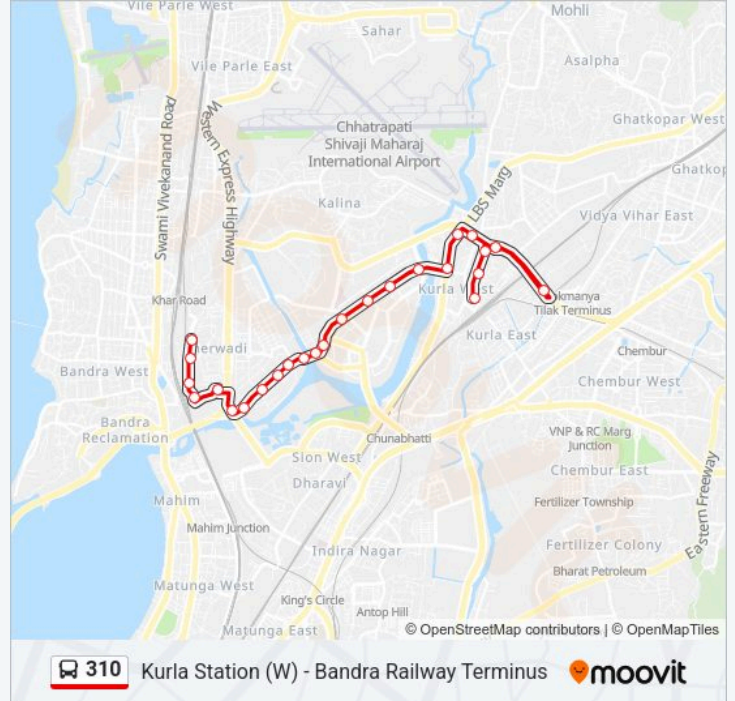 Vile Parle West
Mohli
Sahar
Asalpha
Vile Parle East
Swami Vivekanand Road
Western Express Highway
Ghatkopar West
Chhatrapati
Shivaji Maharaj
International Airport
Ghatkop
LBS Marg
Kalina
Vidya Vihar East
Khar Road
Kurla West
kmanya
Tilak Terminus
Kurla East
herwadi
Chembur
Bandra West
Chembur West
Bandra
Reclamation
Chunabhatti
VNP & RC Marg
Junction
Sion West
Chembur East
Dharavi
Eastern Freeway
Mahim
Fertilizer Township
Mahim Junction
Indira Nagar
Fertilizer Colony
Bharat Petroleum
Matunga West
King's Circle
Antop Hill
Matunga East
© OpenStreetMap contributors | © OpenMapTiles
310 Kurla Station (W) - Bandra Railway Terminus moovit